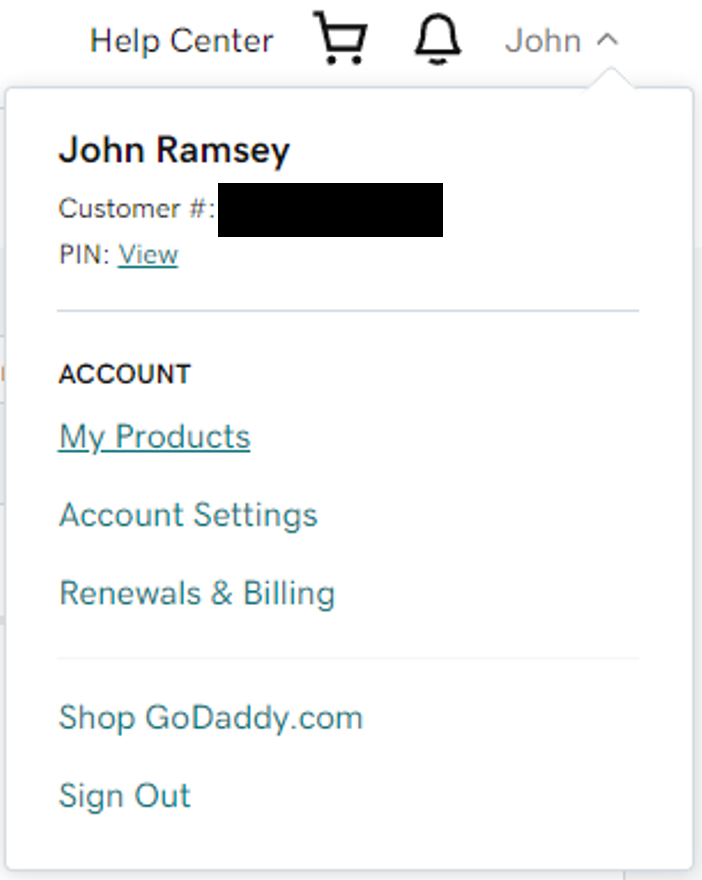 Help Center John
John Ramsey
Customer #:
PIN: View
ACCOUNT
My Products
Account Settings
Renewals & Billing
Shop GoDaddy.com
Sign Out